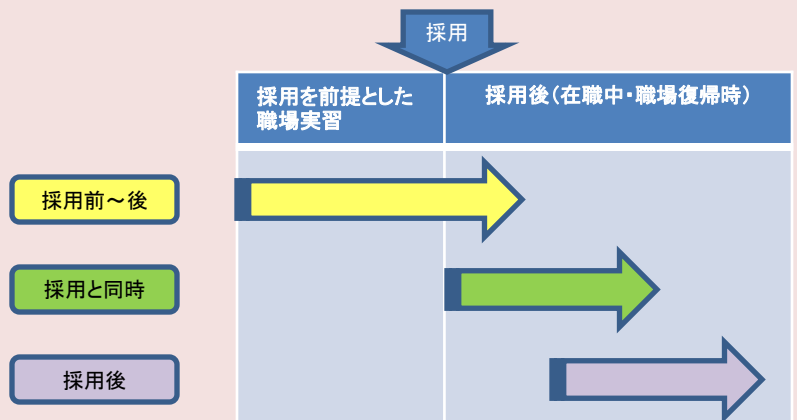 採用
採用を前提とした
職場実習
採用後(在職中・職場復帰時)
採用前～後
採用と同時
採用後